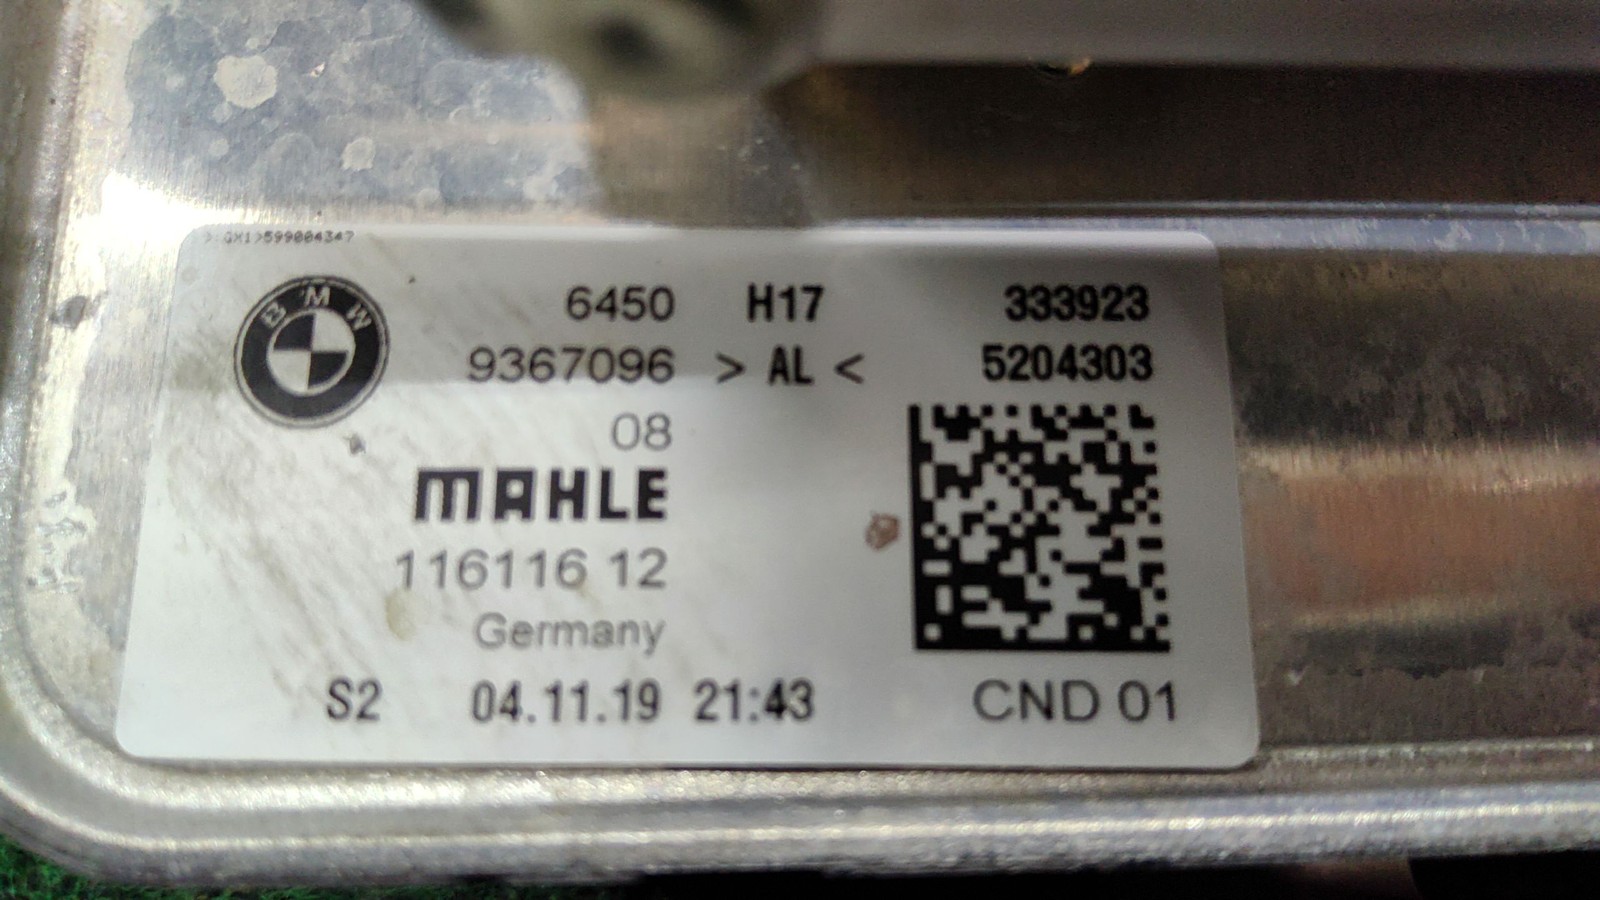 >:GM1>599004347
BMW
6450 H17 333923
9367096 > AL < 5204303
08
MAHLE
116116 12
Germany
S2 04.11.19 21:43 CND 01